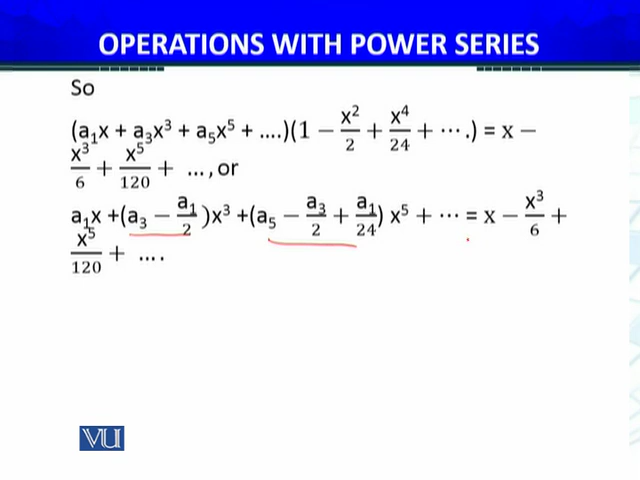 OPERATIONS WITH POWER SERIES
So
(a₁x + a₃x³ + a₅x⁵ + ....)(1 − x²/2 + x⁴/24 + ⋯.) = x −
x³/6 + x⁵/120 + ..., or
a₁x +(a₃ − a₁/2)x³ +(a₅ − a₃/2 + a₁/24) x⁵ + ⋯ = x − x³/6 +
x⁵/120 + ....
VU